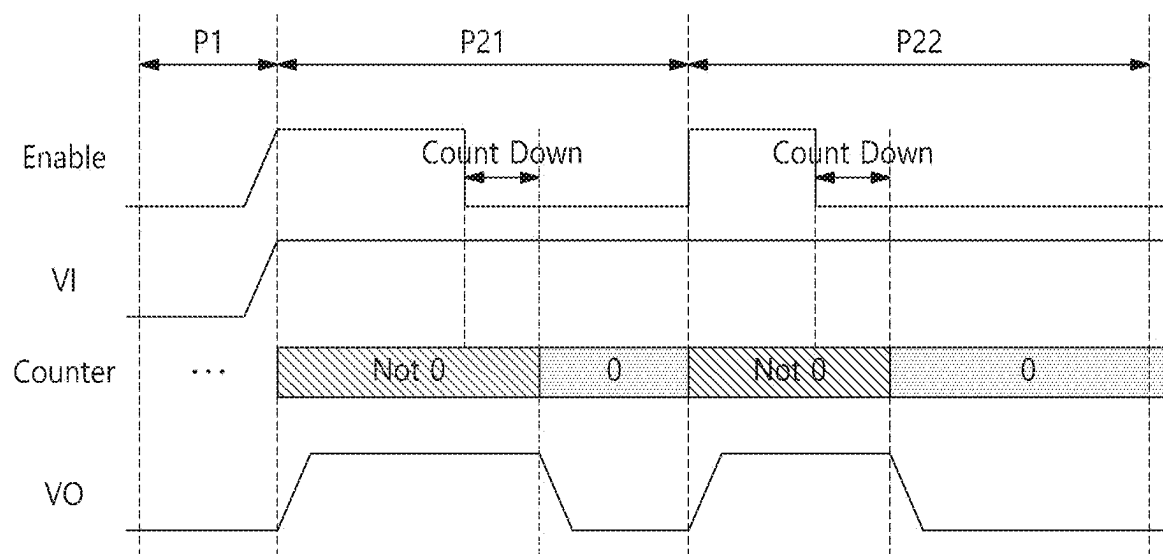 P1
P21
P22
Enable
Count Down
Count Down
VI
Counter
...
Not 0
0
Not 0
0
VO